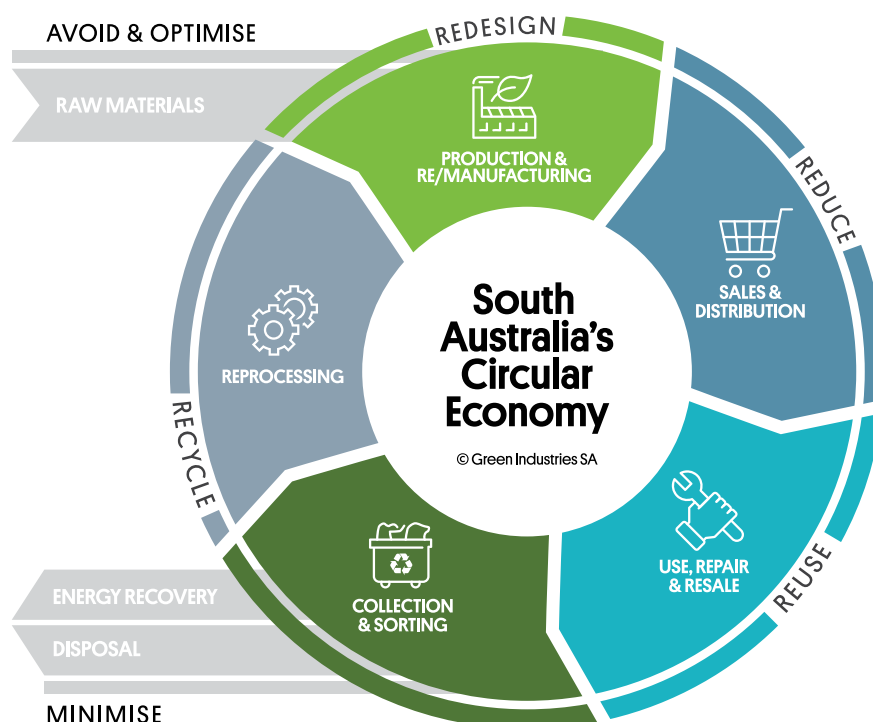 AVOID & OPTIMISE
RAW MATERIALS
REDESIGN
PRODUCTION &
RE/MANUFACTURING
REDUCE
SALES &
DISTRIBUTION
South
Australia's
Circular
Economy
© Green Industries SA
REPROCESSING
RECYCLE
USE, REPAIR
& RESALE
REUSE
COLLECTION
& SORTING
ENERGY RECOVERY
DISPOSAL
MINIMISE